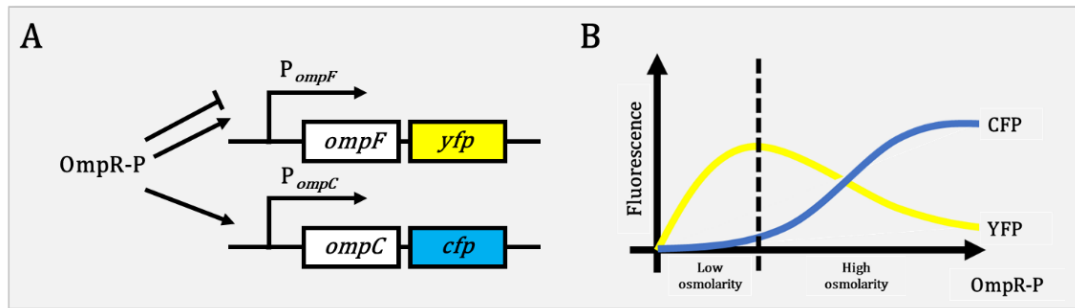 A
P ompF
ompF yfp
OmpR-P
P ompC
ompC cfp
B
Fluorescence
CFP
YFP
Low
osmolarity
High
osmolarity
OmpR-P